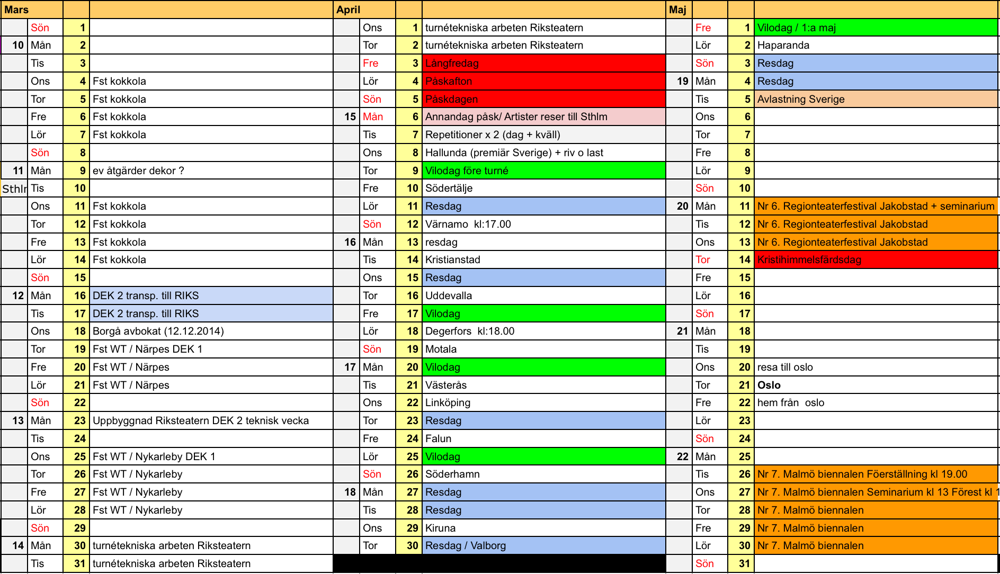 Mars April Maj
Sön 1 Ons 1 turnétekniska arbeten Riksteatern Fre 1 Vilodag / 1:a maj
10 Mån 2 Tor 2 turnétekniska arbeten Riksteatern Lör 2 Haparanda
Tis 3 Fre 3 Långfredag Sön 3 Resdag
Ons 4 Fst kokkola Lör 4 Påskafton 19 Mån 4 Resdag
Tor 5 Fst kokkola Sön 5 Påskdagen Tis 5 Avlastning Sverige
Fre 6 Fst kokkola 15 Mån 6 Annandag påsk/ Artister reser till Sthlm Ons 6
Lör 7 Fst kokkola Tis 7 Repetitioner x 2 (dag + kväll) Tor 7
Sön 8 Ons 8 Hallunda (premiär Sverige) + riv o last Fre 8
11 Mån 9 ev åtgärder dekor ? Tor 9 Vilodag före turné Lör 9
Tis 10 Fre 10 Södertälje Sön 10
Ons 11 Fst kokkola Lör 11 Resdag 20 Mån 11 Nr 6. Regionteaterfestival Jakobstad + seminarium
Tor 12 Fst kokkola Sön 12 Värnamo kl:17.00 Tis 12 Nr 6. Regionteaterfestival Jakobstad
Fre 13 Fst kokkola 16 Mån 13 resdag Ons 13 Nr 6. Regionteaterfestival Jakobstad
Lör 14 Fst kokkola Tis 14 Kristianstad Tor 14 Kristihimmelsfärdsdag
Sön 15 Ons 15 Resdag Fre 15
12 Mån 16 DEK 2 transp. till RIKS Tor 16 Uddevalla Lör 16
Tis 17 DEK 2 transp. till RIKS Fre 17 Vilodag Sön 17
Ons 18 Borgå avbokat (12.12.2014) Lör 18 Degerfors kl:18.00 21 Mån 18
Tor 19 Fst WT / Närpes DEK 1 Sön 19 Motala Tis 19
Fre 20 Fst WT / Närpes 17 Mån 20 Vilodag Ons 20 resa till oslo
Lör 21 Fst WT / Närpes Tis 21 Västerås Tor 21 Oslo
Sön 22 Ons 22 Linköping Fre 22 hem från oslo
13 Mån 23 Uppbyggnad Riksteatern DEK 2 teknisk vecka Tor 23 Resdag Lör 23
Tis 24 Fre 24 Falun Sön 24
Ons 25 Fst WT / Nykarleby DEK 1 Lör 25 Vilodag 22 Mån 25
Tor 26 Fst WT / Nykarleby Sön 26 Söderhamn Tis 26 Nr 7. Malmö biennalen Föerställning kl 19.00
Fre 27 Fst WT / Nykarleby 18 Mån 27 Resdag Ons 27 Nr 7. Malmö biennalen Seminarium kl 13 Förest kl
Lör 28 Fst WT / Nykarleby Tis 28 Resdag Tor 28 Nr 7. Malmö biennalen
Sön 29 Ons 29 Kiruna Fre 29 Nr 7. Malmö biennalen
14 Mån 30 turnétekniska arbeten Riksteatern Tor 30 Resdag / Valborg Lör 30 Nr 7. Malmö biennalen
Tis 31 turnétekniska arbeten Riksteatern Sön 31